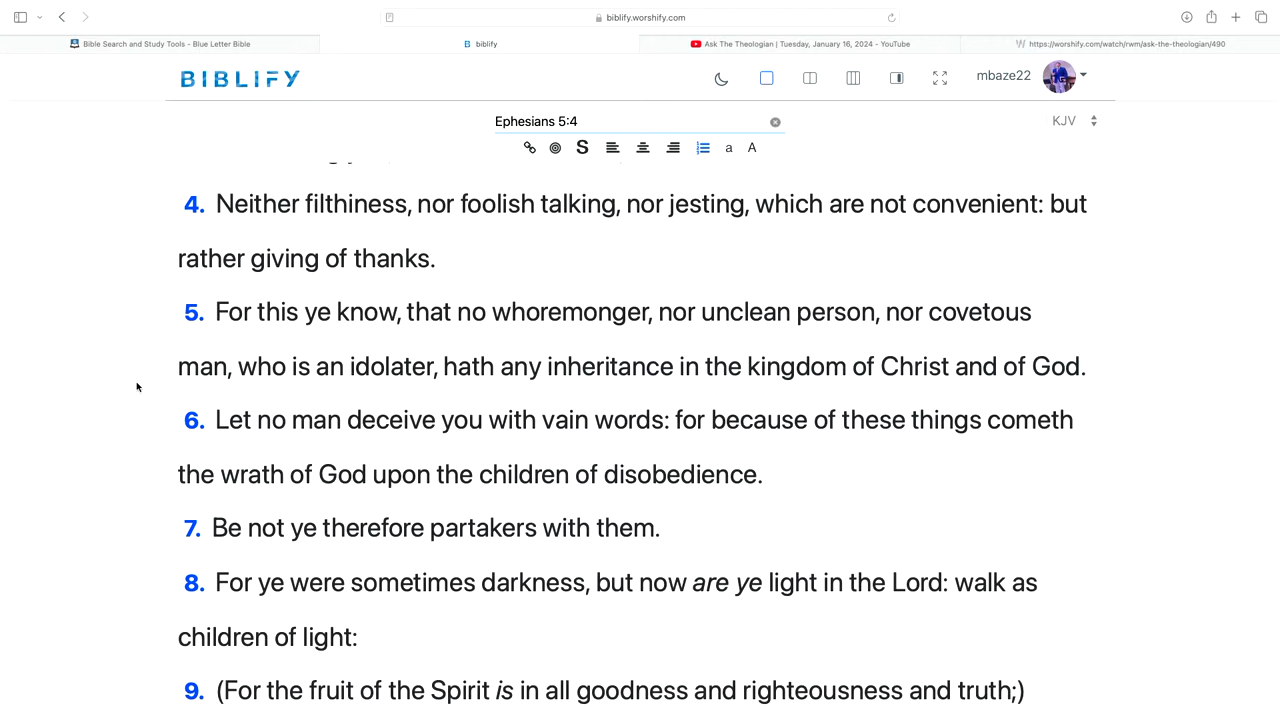 biblify.worshify.com
Bible Search and Study Tools - Blue Letter Bible
B biblify
Ask The Theologian | Tuesday, January 16, 2024 - YouTube
W https://worshify.com/watch/rwm/ask-the-theologian/490
BIBLIFY
mbaze22
Ephesians 5:4
KJV
S
a A
4. Neither filthiness, nor foolish talking, nor jesting, which are not convenient: but
rather giving of thanks.
5. For this ye know, that no whoremonger, nor unclean person, nor covetous
man, who is an idolater, hath any inheritance in the kingdom of Christ and of God.
6. Let no man deceive you with vain words: for because of these things cometh
the wrath of God upon the children of disobedience.
7. Be not ye therefore partakers with them.
8. For ye were sometimes darkness, but now are ye light in the Lord: walk as
children of light:
9. (For the fruit of the Spirit is in all goodness and righteousness and truth;)